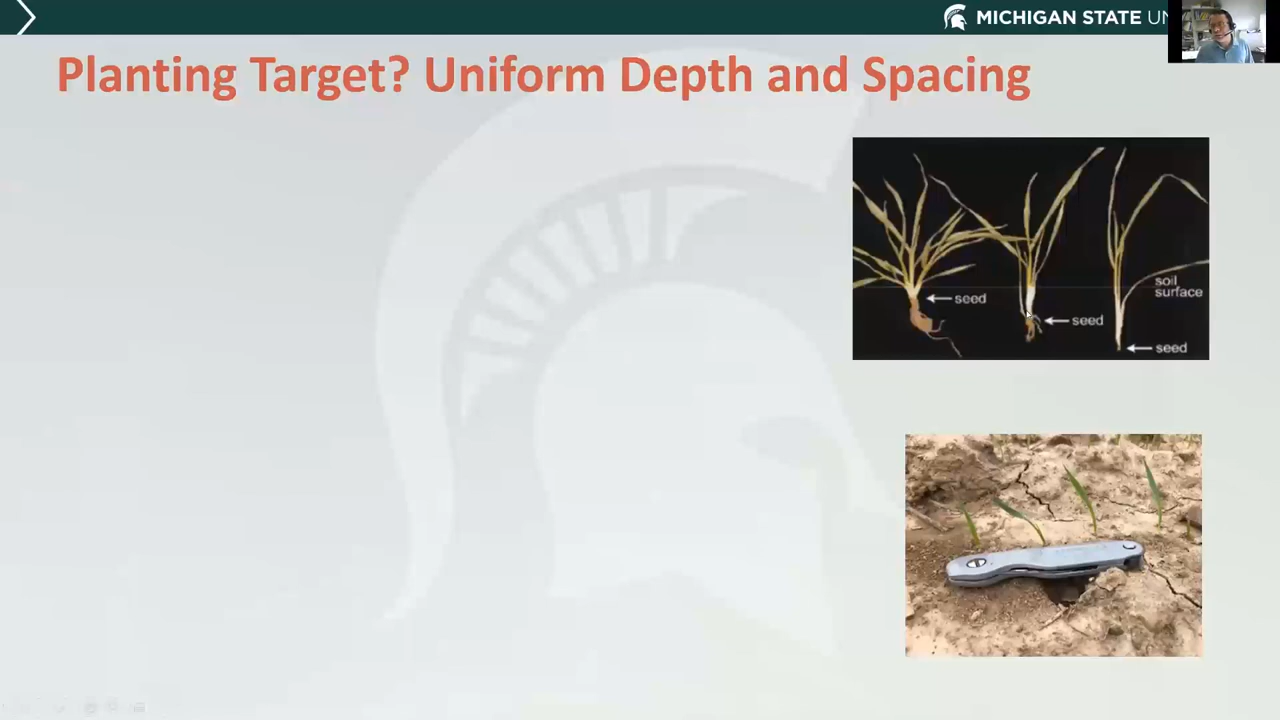 MICHIGAN STATE UN
Planting Target? Uniform Depth and Spacing
seed
seed
soil
surface
seed